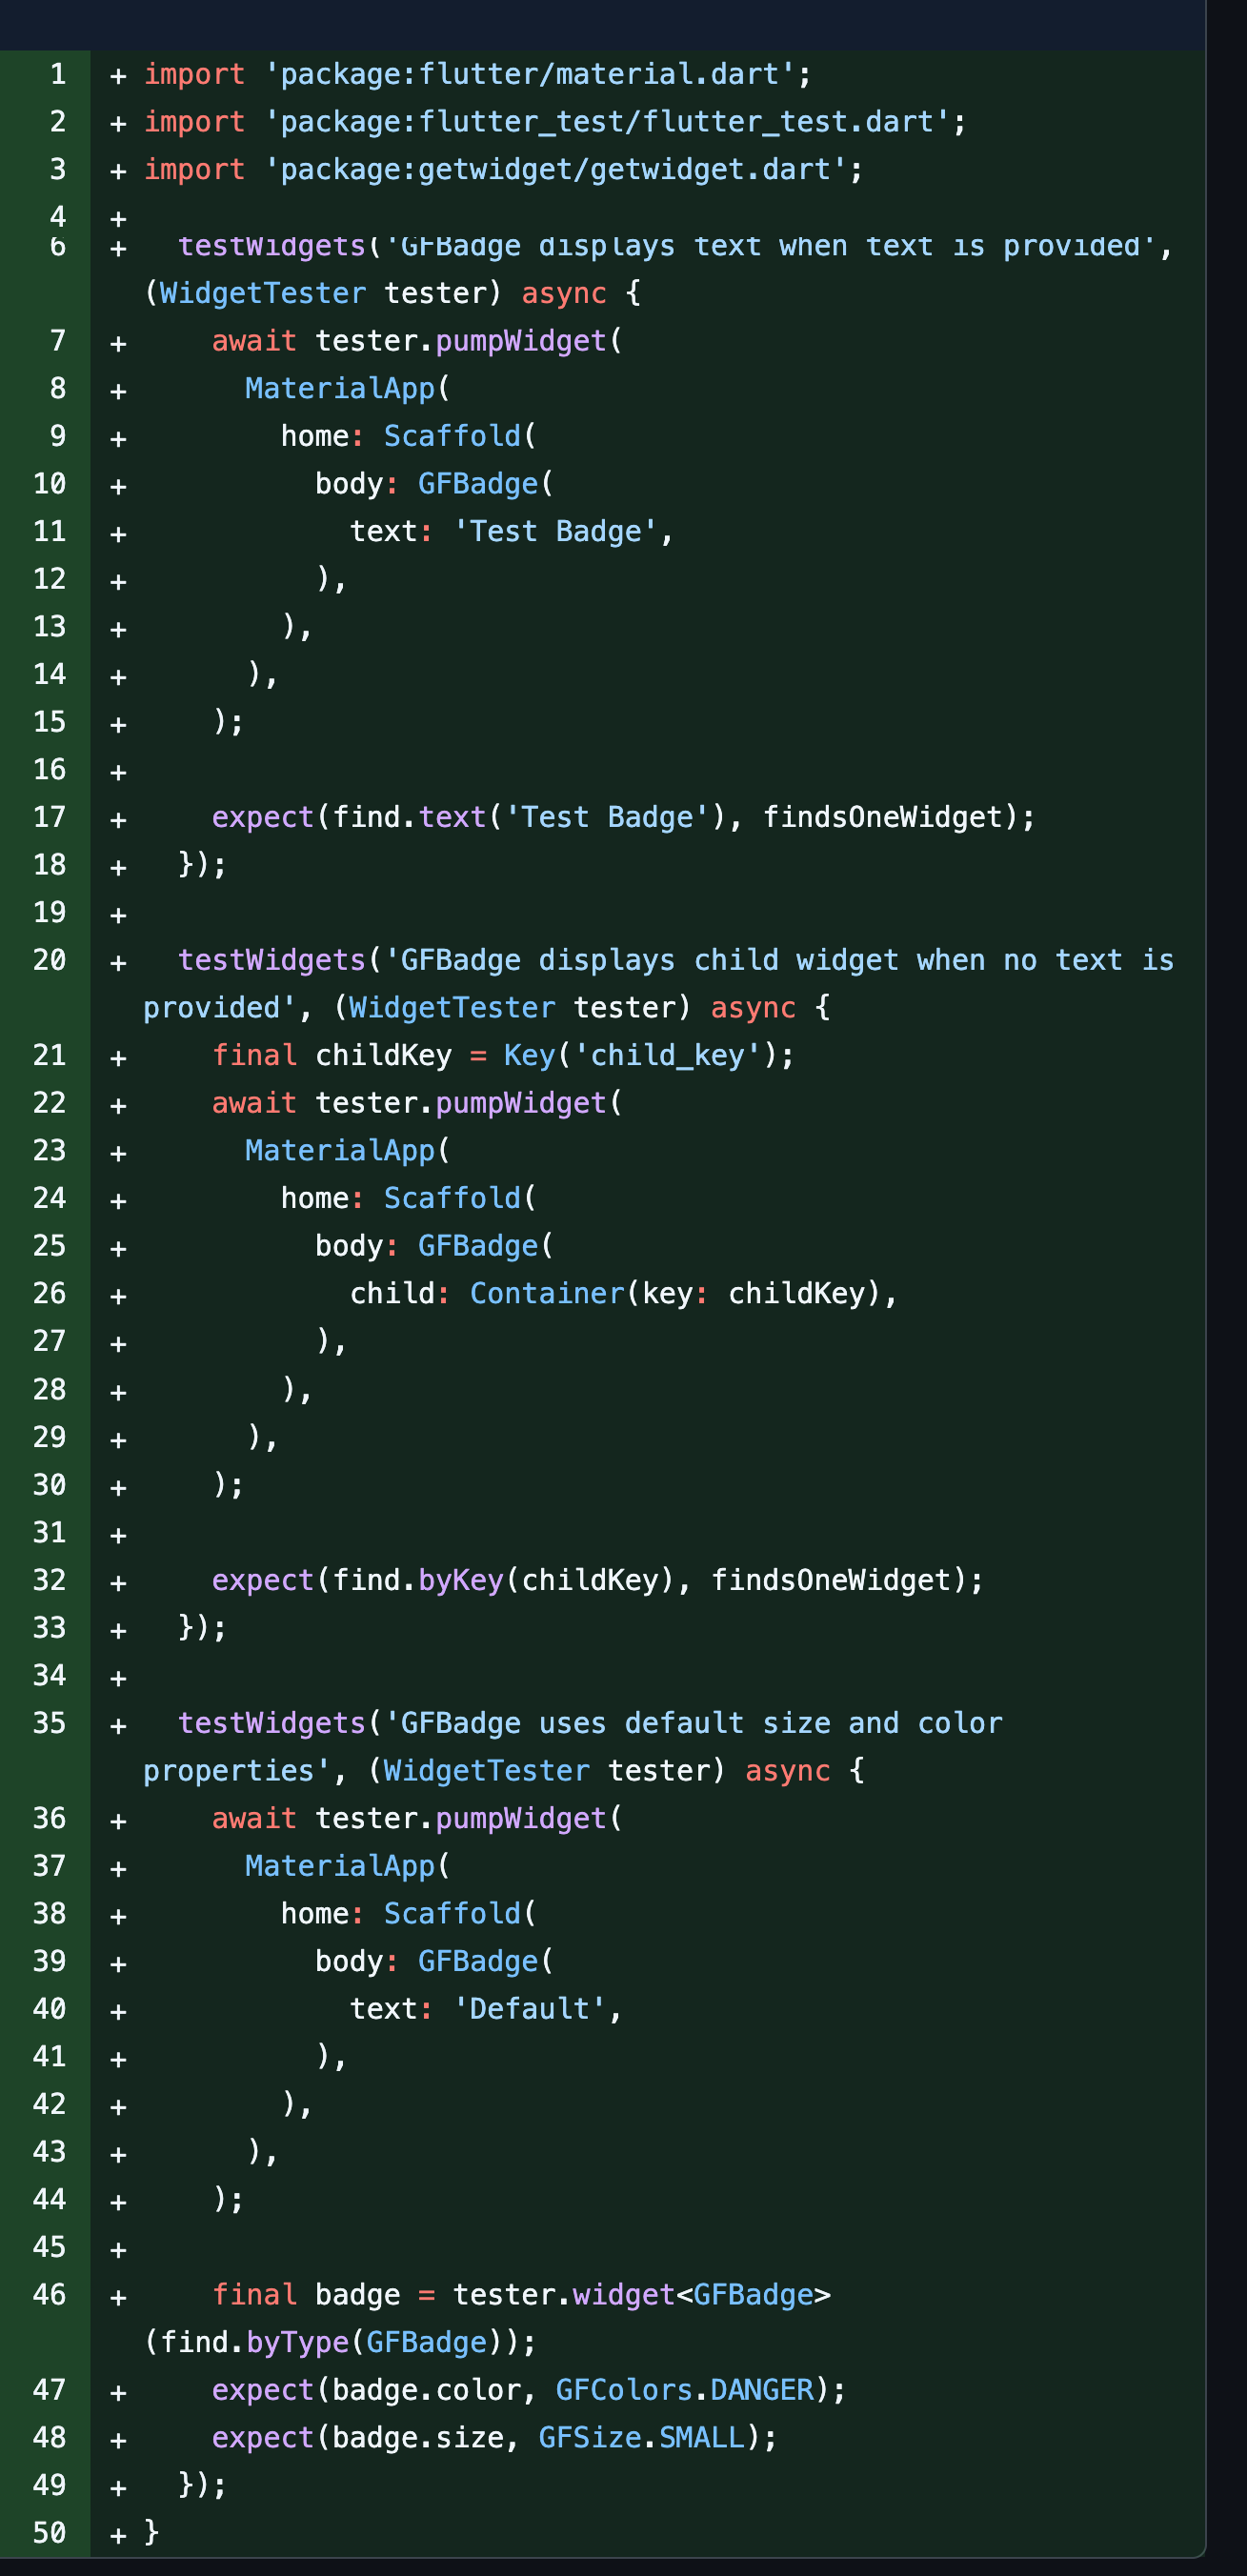 1 + import 'package:flutter/material.dart';
2 + import 'package:flutter_test/flutter_test.dart';
3 + import 'package:getwidget/getwidget.dart';
4 +
6 +   testWidgets('GFBadge displays text when text is provided',
(WidgetTester tester) async {
7 +     await tester.pumpWidget(
8 +       MaterialApp(
9 +         home: Scaffold(
10 +           body: GFBadge(
11 +             text: 'Test Badge',
12 +           ),
13 +         ),
14 +       ),
15 +     );
16 +
17 +     expect(find.text('Test Badge'), findsOneWidget);
18 +   });
19 +
20 +   testWidgets('GFBadge displays child widget when no text is
provided', (WidgetTester tester) async {
21 +     final childKey = Key('child_key');
22 +     await tester.pumpWidget(
23 +       MaterialApp(
24 +         home: Scaffold(
25 +           body: GFBadge(
26 +             child: Container(key: childKey),
27 +           ),
28 +         ),
29 +       ),
30 +     );
31 +
32 +     expect(find.byKey(childKey), findsOneWidget);
33 +   });
34 +
35 +   testWidgets('GFBadge uses default size and color
properties', (WidgetTester tester) async {
36 +     await tester.pumpWidget(
37 +       MaterialApp(
38 +         home: Scaffold(
39 +           body: GFBadge(
40 +             text: 'Default',
41 +           ),
42 +         ),
43 +       ),
44 +     );
45 +
46 +     final badge = tester.widget<GFBadge>
(find.byType(GFBadge));
47 +     expect(badge.color, GFColors.DANGER);
48 +     expect(badge.size, GFSize.SMALL);
49 +   });
50 + }